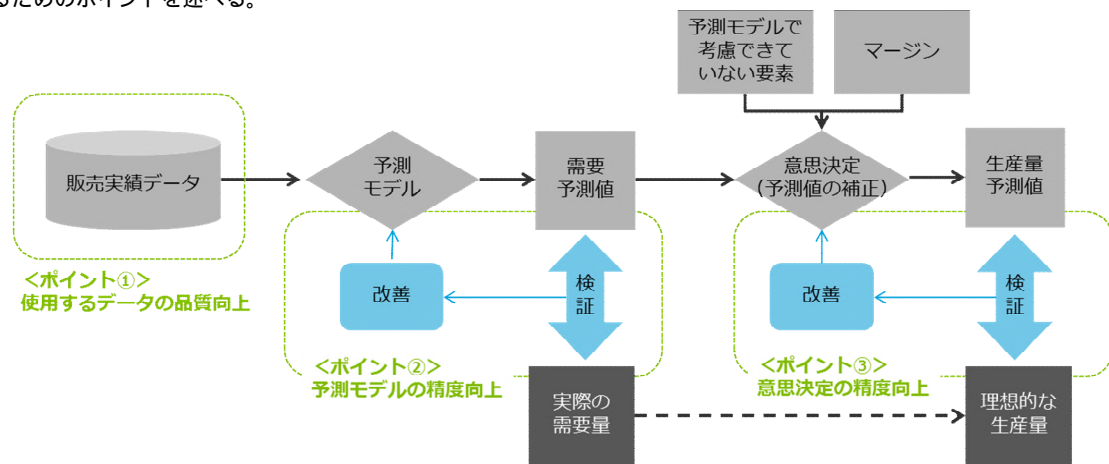 るためのポイントを述べる。
予測モデルで
考慮できて
いない要素
マージン
販売実績データ
予測
モデル
需要
予測値
意思決定
(予測値の補正)
生産量
予測値
<ポイント①>
使用するデータの品質向上
改善
検
証
改善
検
証
<ポイント②>
予測モデルの精度向上
<ポイント③>
意思決定の精度向上
実際の
需要量
理想的な
生産量